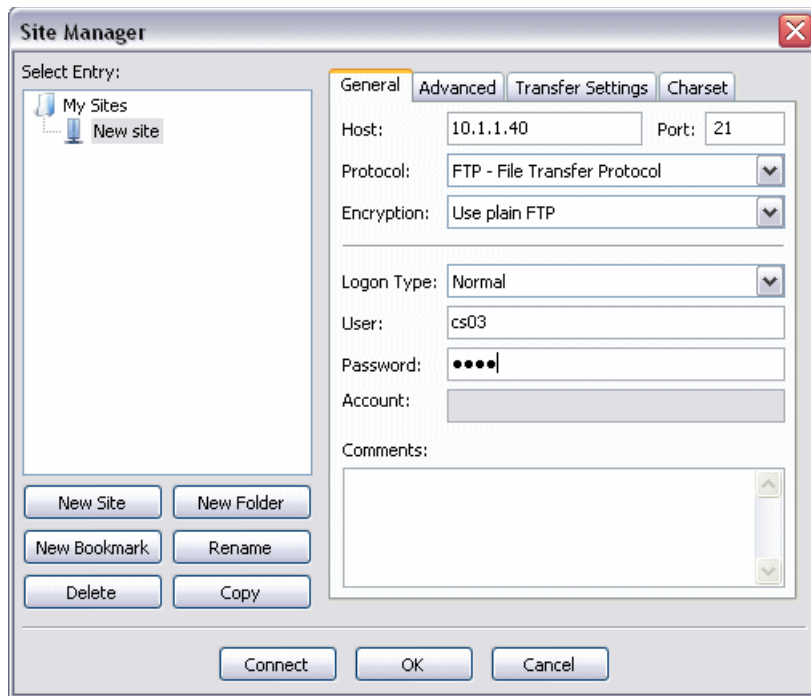 Site Manager
Select Entry:
My Sites
New site
New Site
New Folder
New Bookmark
Rename
Delete
Copy
General
Advanced
Transfer Settings
Charset
Host:
10.1.1.40
Port:
21
Protocol:
FTP - File Transfer Protocol
Encryption:
Use plain FTP
Logon Type:
Normal
User:
cs03
Password:
●●●●
Account:
Comments:
Connect
OK
Cancel